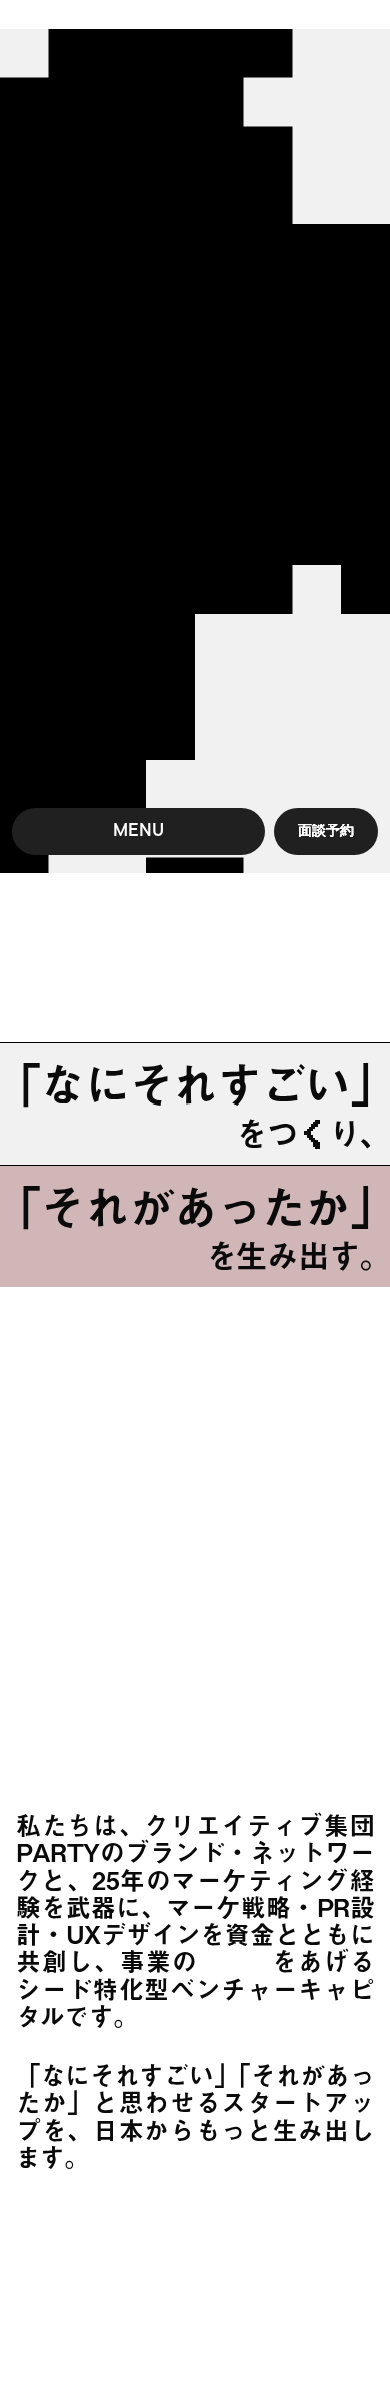 MENU
面談予約
「なにそれすごい」
をつくり、
「それがあったか」
を生み出す。
私たちは、クリエイティブ集団
PARTYのブランド・ネットワー
クと、25年のマーケティング経
験を武器に、マーケ戦略・PR設
計・UXデザインを資金とともに
共創し、事業の をあげる
シード特化型ベンチャーキャピ
タルです。
「なにそれすごい」「それがあっ
たか」と思わせるスタートアッ
プを、日本からもっと生み出し
ます。